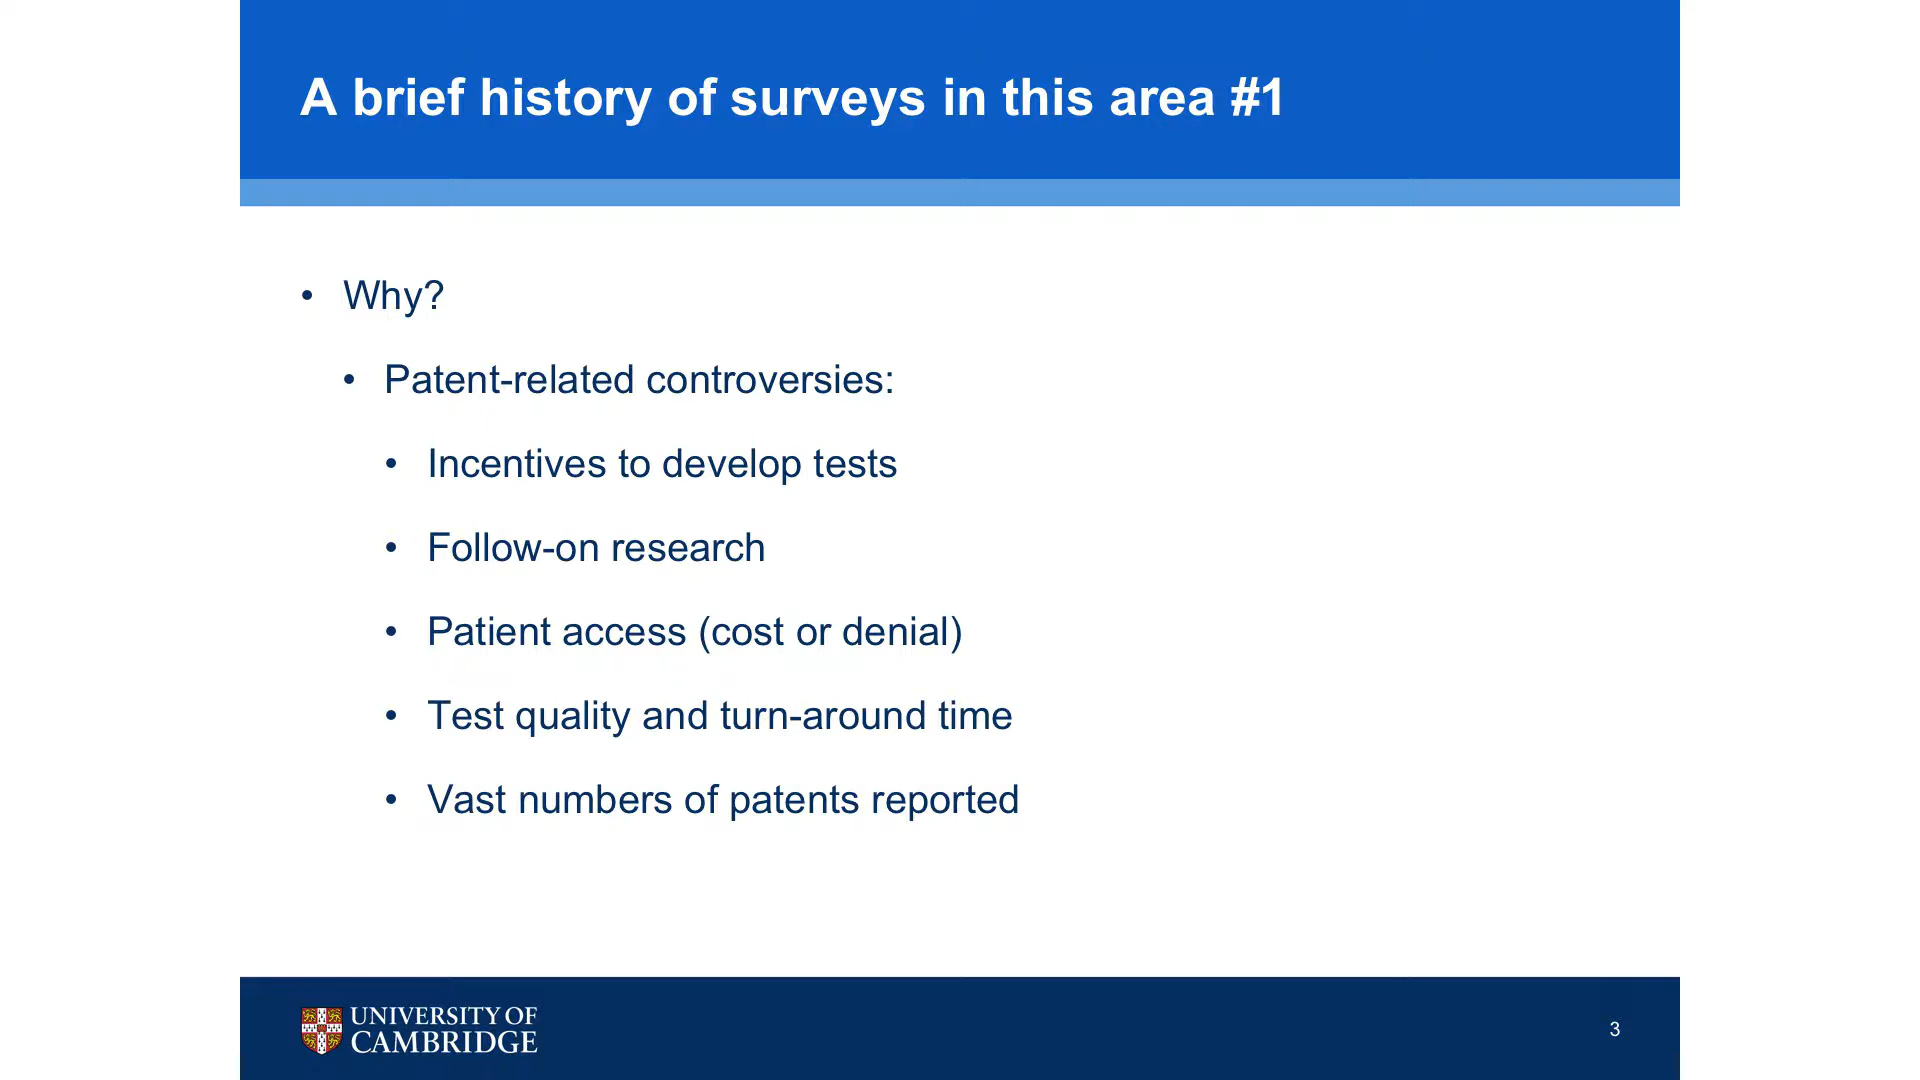 A brief history of surveys in this area #1
• Why?
• Patent-related controversies:
• Incentives to develop tests
• Follow-on research
• Patient access (cost or denial)
• Test quality and turn-around time
• Vast numbers of patents reported
UNIVERSITY OF
CAMBRIDGE
3